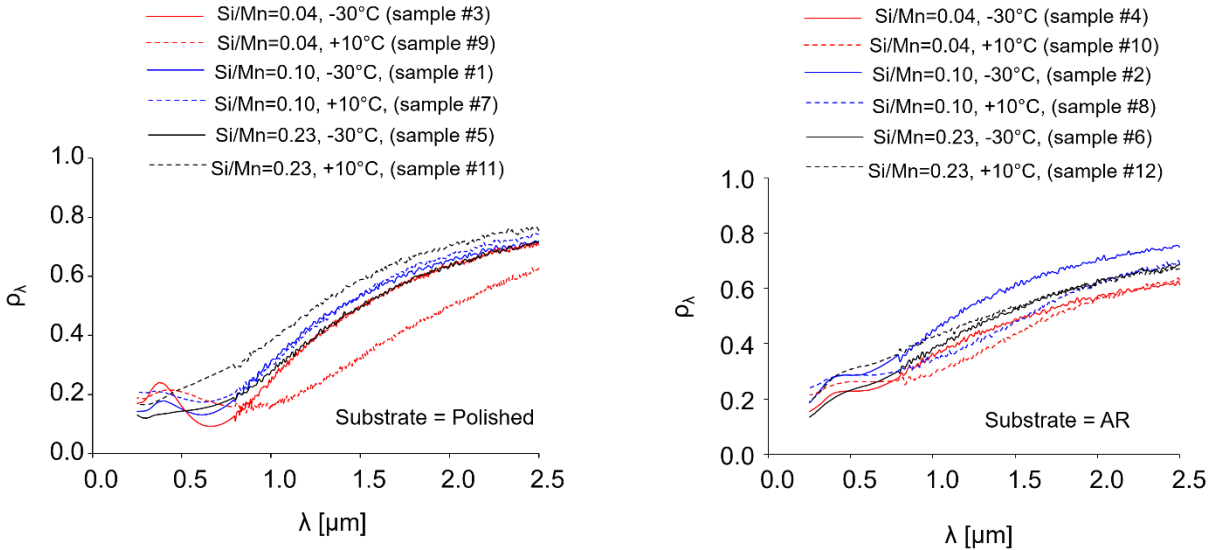 Si/Mn=0.04, -30°C (sample #3)
Si/Mn=0.04, +10°C (sample #9)
Si/Mn=0.10, -30°C, (sample #1)
Si/Mn=0.10, +10°C, (sample #7)
Si/Mn=0.23, -30°C, (sample #5)
Si/Mn=0.23, +10°C, (sample #11)
1.0
0.8
0.6
0.4
0.2
0.0
ρλ
Substrate = Polished
0.0 0.5 1.0 1.5 2.0 2.5
λ [µm]
Si/Mn=0.04, -30°C (sample #4)
Si/Mn=0.04, +10°C (sample #10)
Si/Mn=0.10, -30°C, (sample #2)
Si/Mn=0.10, +10°C, (sample #8)
Si/Mn=0.23, -30°C, (sample #6)
Si/Mn=0.23, +10°C, (sample #12)
1.0
0.8
0.6
0.4
0.2
0.0
ρλ
Substrate = AR
0.0 0.5 1.0 1.5 2.0 2.5
λ [µm]